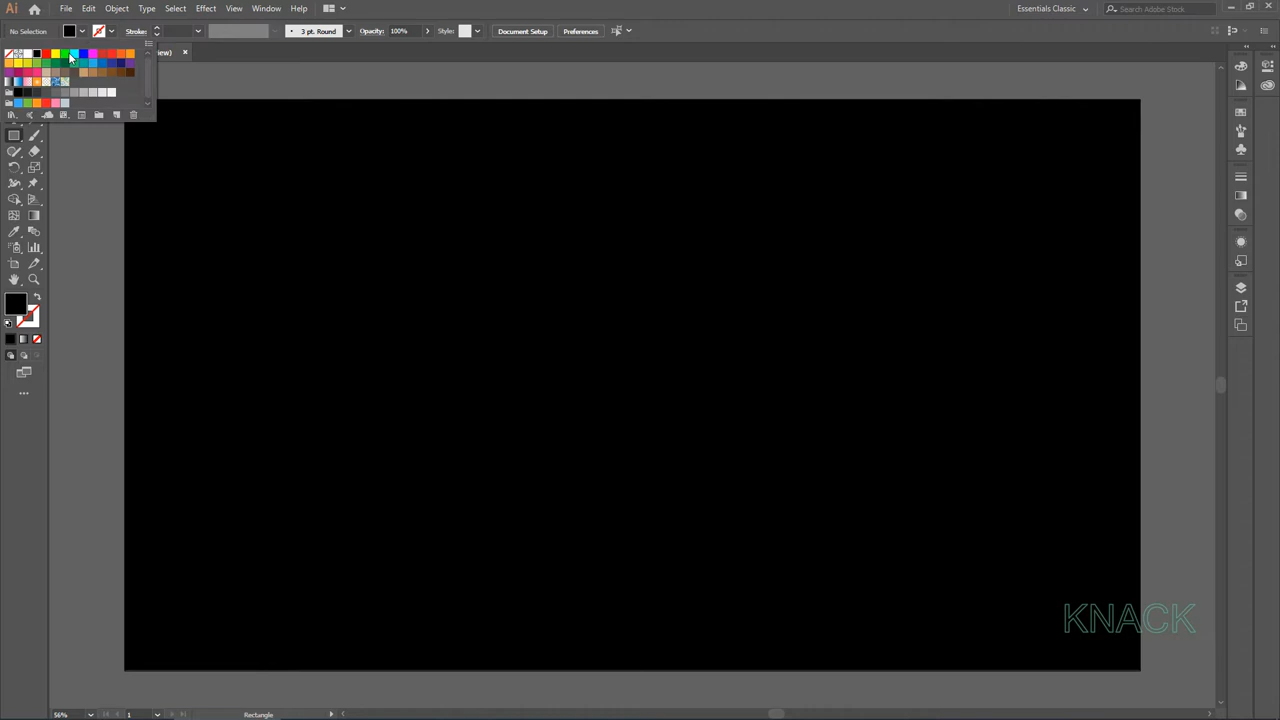 Ai File Edit Object Type Select Effect View Window Help Essentials Classic Search Adobe Stock
No Selection Stroke: 3 pt. Round Opacity: 100% Style: Document Setup Preferences
KNACK
56% 1 Rectangle